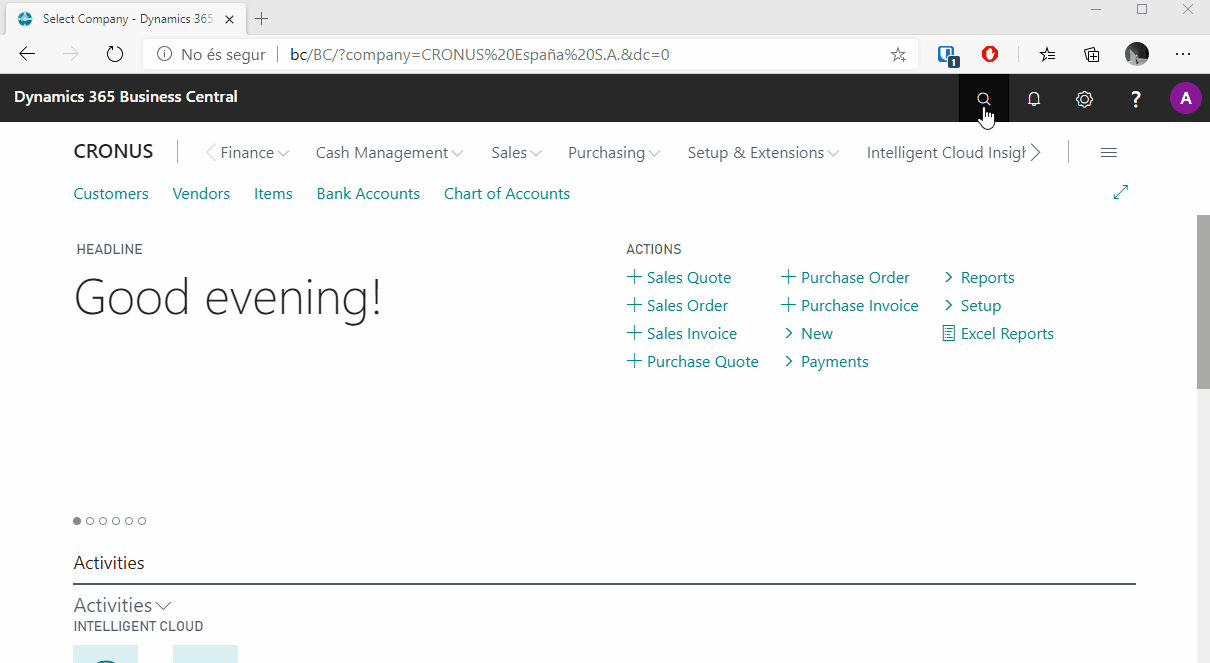 Select Company - Dynamics 365
No és segur bc/BC/?company=CRONUS%20España%20S.A.&dc=0
1
Dynamics 365 Business Central
? A
CRONUS Finance Cash Management Sales Purchasing Setup & Extensions Intelligent Cloud Insigh
Customers Vendors Items Bank Accounts Chart of Accounts
HEADLINE
Good evening!
ACTIONS
Sales Quote Purchase Order Reports
Sales Order Purchase Invoice Setup
Sales Invoice New Excel Reports
Purchase Quote Payments
Activities
Activities
INTELLIGENT CLOUD